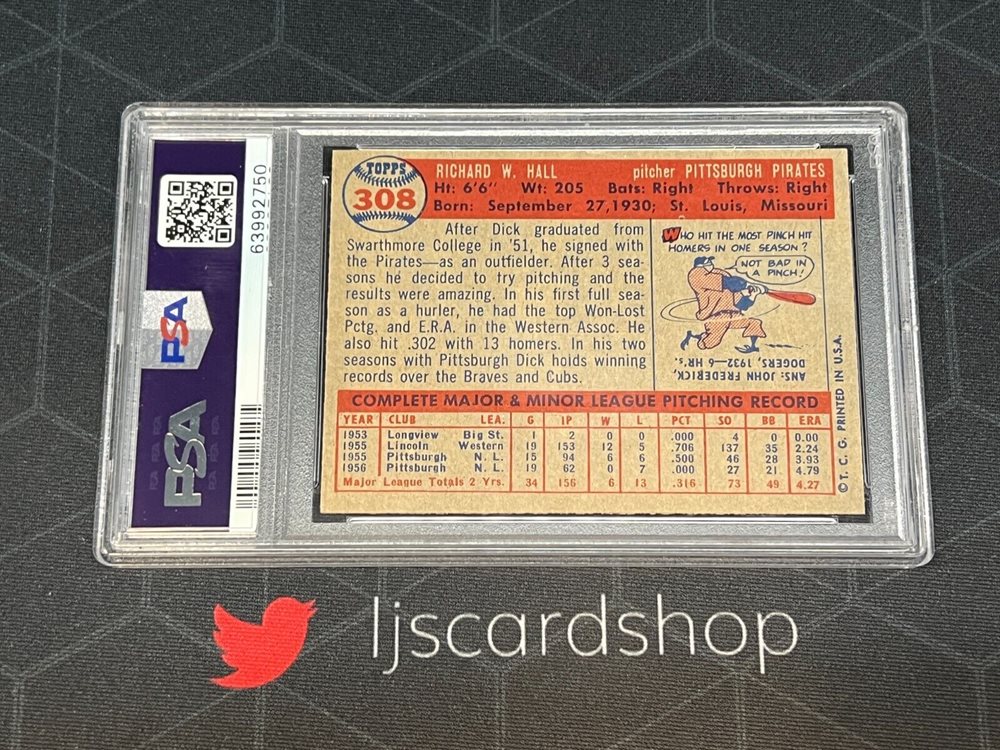 63992750
PSA
PSA
TOPPS
308
RICHARD W. HALL pitcher PITTSBURGH PIRATES
Ht: 6'6" Wt: 205 Bats: Right Throws: Right
Born: September 27,1930; St. Louis, Missouri
After Dick graduated from
Swarthmore College in '51, he signed with
the Pirates—as an outfielder. After 3 sea-
sons he decided to try pitching and the
results were amazing. In his first full sea-
son as a hurler, he had the top Won-Lost
Pctg. and E.R.A. in the Western Assoc. He
also hit .302 with 13 homers. In his two
seasons with Pittsburgh Dick holds winning
records over the Braves and Cubs.
WHO HIT THE MOST PINCH HIT
HOMERS IN ONE SEASON?
NOT BAD IN
A PINCH!
ANS: JOHN FREDERICK,
DOGERS, 1932—6 HR's.
COMPLETE MAJOR & MINOR LEAGUE PITCHING RECORD
YEAR CLUB LEA. G IP W L PCT SO BB ERA
1953 Longview Big St. 1 2 0 0 .000 4 0 0.00
1955 Lincoln Western 19 153 12 5 .706 137 35 2.24
1955 Pittsburgh N. L. 15 94 6 6 .500 46 28 3.93
1956 Pittsburgh N. L. 19 62 0 7 .000 27 21 4.79
Major League Totals 2 Yrs. 34 156 6 13 .316 73 49 4.27
© T. C. G. PRINTED IN U.S.A.
ljscardshop